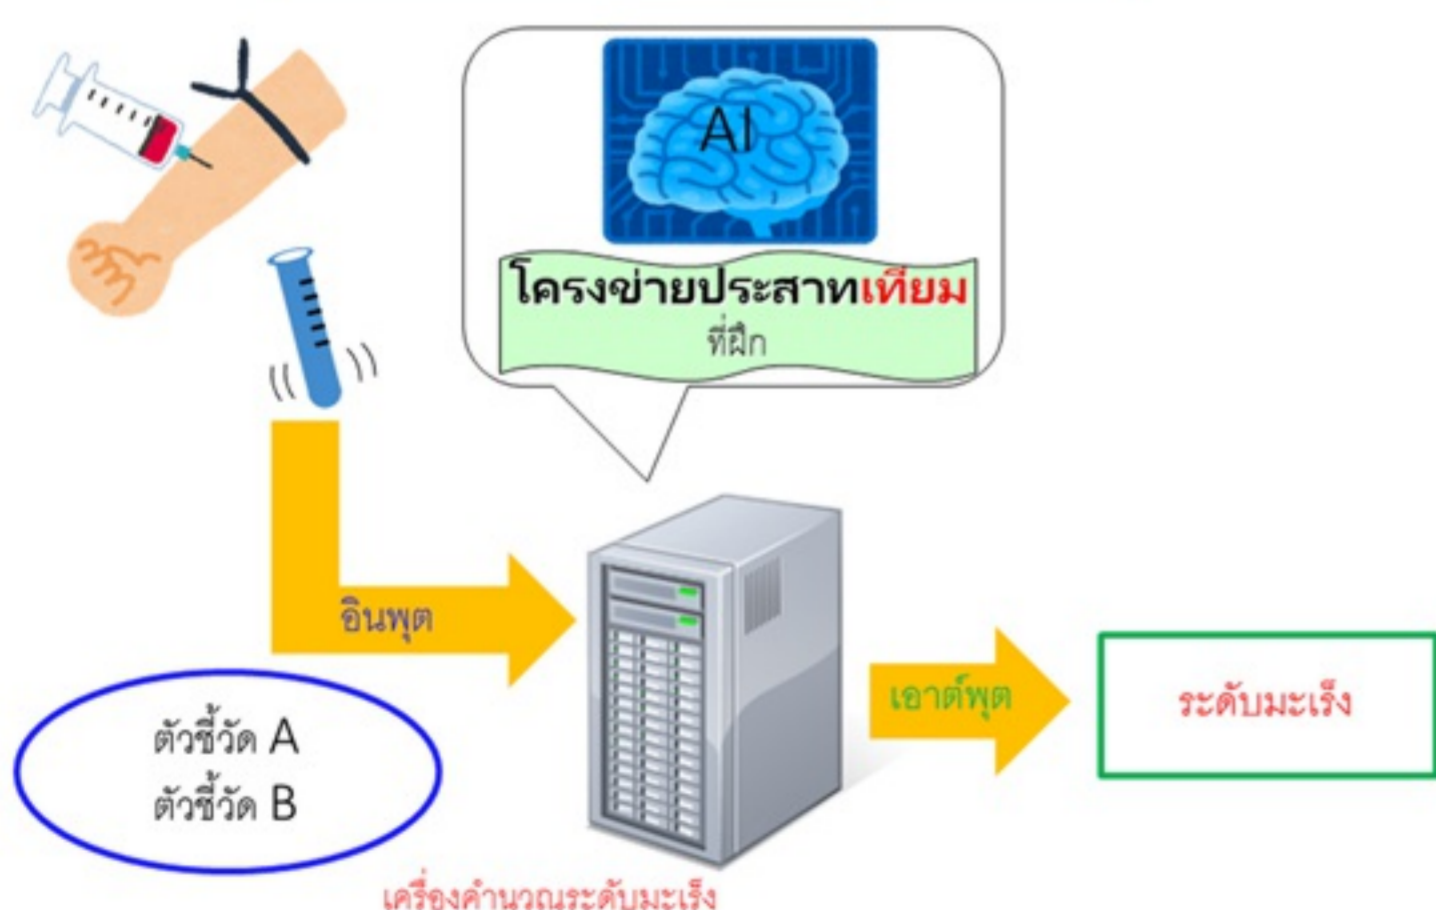 AI
โครงข่ายประสาทเทียม
ที่ฝึก
อินพุต
เอาต์พุต
ระดับมะเร็ง
ตัวชี้วัด A
ตัวชี้วัด B
เครื่องคำนวณระดับมะเร็ง